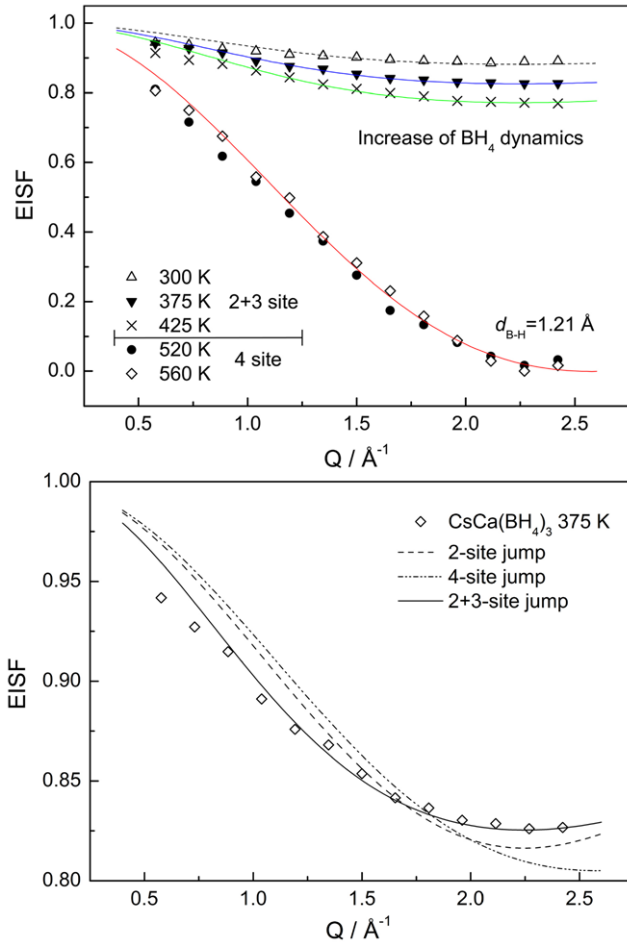 1.0
0.8
0.6
0.4
0.2
0.0
EISF
Increase of BH₄ dynamics
△ 300 K
▼ 375 K 2+3 site
× 425 K
● 520 K
4 site
◇ 560 K
d_B-H=1.21 Å
0.5 1.0 1.5 2.0 2.5
Q / Å⁻¹
1.00
0.95
0.90
0.85
0.80
EISF
◇ CsCa(BH₄)₃ 375 K
2-site jump
4-site jump
2+3-site jump
0.5 1.0 1.5 2.0 2.5
Q / Å⁻¹